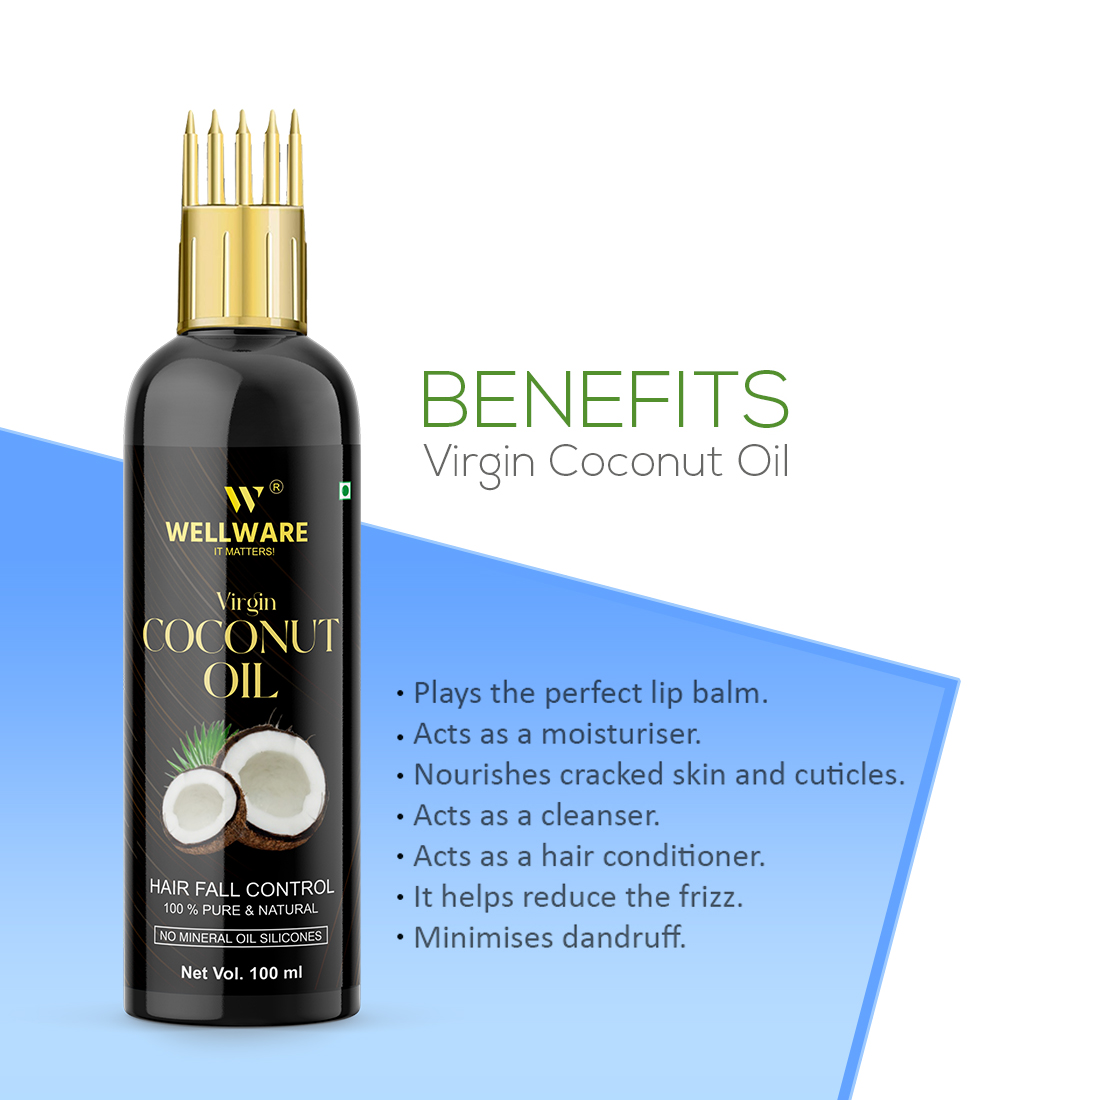 W ®
WELLWARE
IT MATTERS!
Virgin
COCONUT
OIL
HAIR FALL CONTROL
100 % PURE & NATURAL
NO MINERAL OIL SILICONES
Net Vol. 100 ml
BENEFITS
Virgin Coconut Oil
• Plays the perfect lip balm.
• Acts as a moisturiser.
• Nourishes cracked skin and cuticles.
• Acts as a cleanser.
• Acts as a hair conditioner.
• It helps reduce the frizz.
• Minimises dandruff.